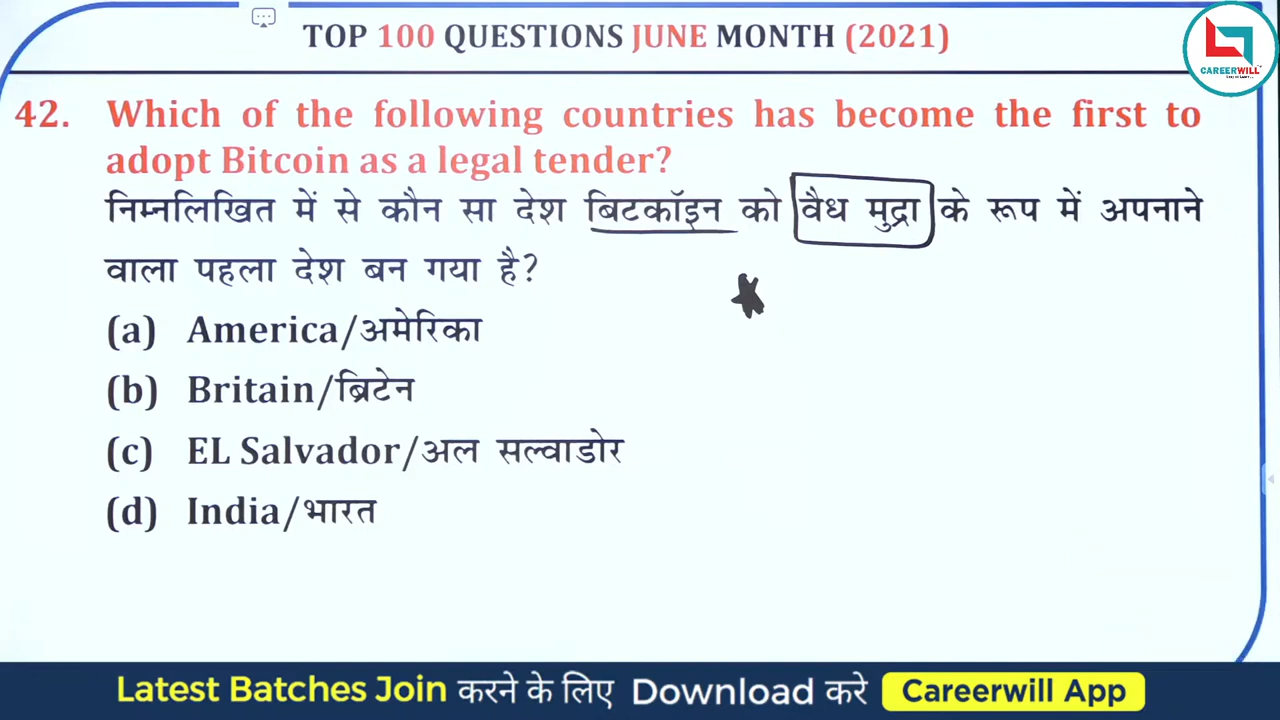 TOP 100 QUESTIONS JUNE MONTH (2021)
CAREERWILL
42. Which of the following countries has become the first to
adopt Bitcoin as a legal tender?
निम्नलिखित में से कौन सा देश बिटकॉइन को वैध मुद्रा के रूप में अपनाने
वाला पहला देश बन गया है?
(a) America/अमेरिका
(b) Britain/ब्रिटेन
(c) EL Salvador/अल सल्वाडोर
(d) India/भारत
Latest Batches Join करने के लिए Download करे Careerwill App